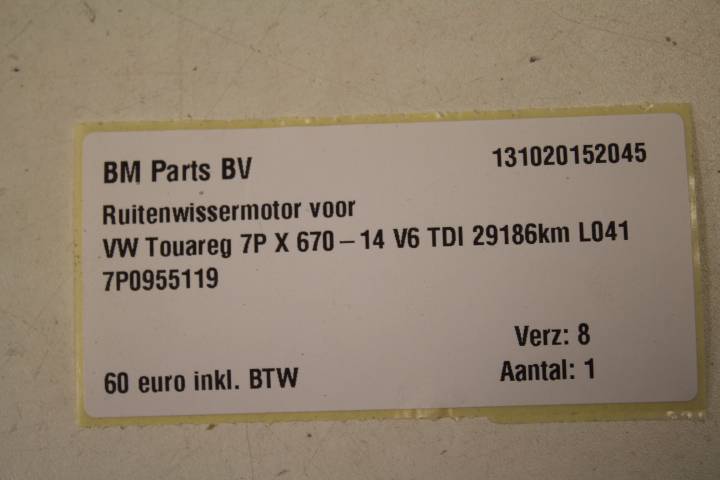 BM Parts BV 131020152045
Ruitenwissermotor voor
VW Touareg 7P X 670 – 14 V6 TDI 29186km L041
7P0955119
Verz: 8
60 euro inkl. BTW Aantal: 1